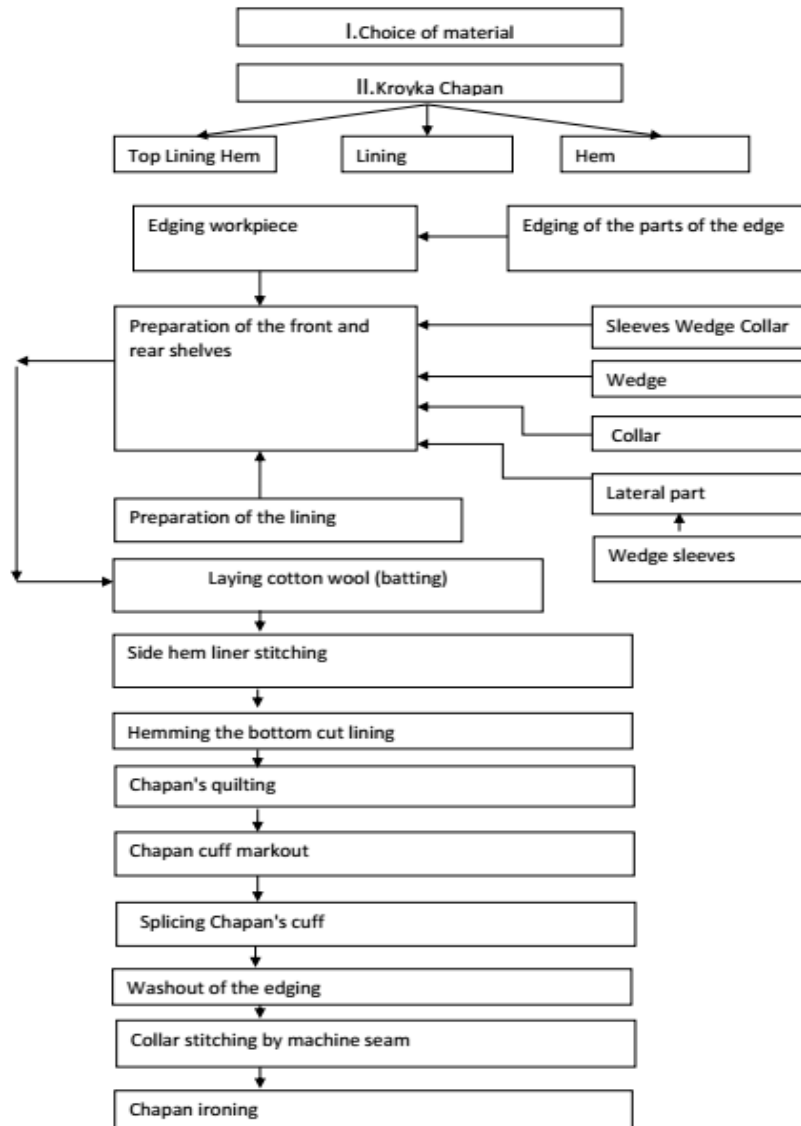 I.Choice of material
II.Kroyka Chapan
Top Lining Hem
Lining
Hem
Edging workpiece
Edging of the parts of the edge
Preparation of the front and
rear shelves
Sleeves Wedge Collar
Wedge
Collar
Lateral part
Preparation of the lining
Wedge sleeves
Laying cotton wool (batting)
Side hem liner stitching
Hemming the bottom cut lining
Chapan's quilting
Chapan cuff markout
Splicing Chapan's cuff
Washout of the edging
Collar stitching by machine seam
Chapan ironing